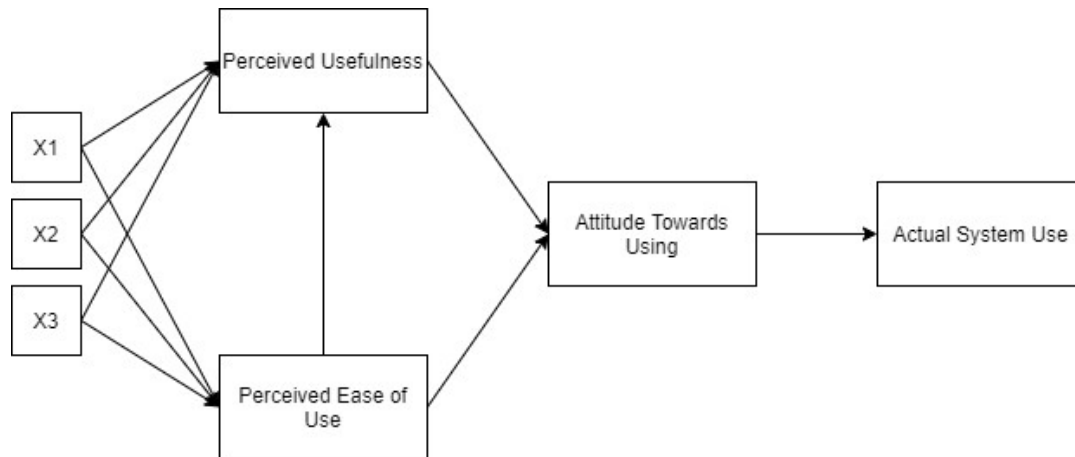 Perceived Usefulness
X1
X2
X3
Attitude Towards
Using
Actual System Use
Perceived Ease of
Use